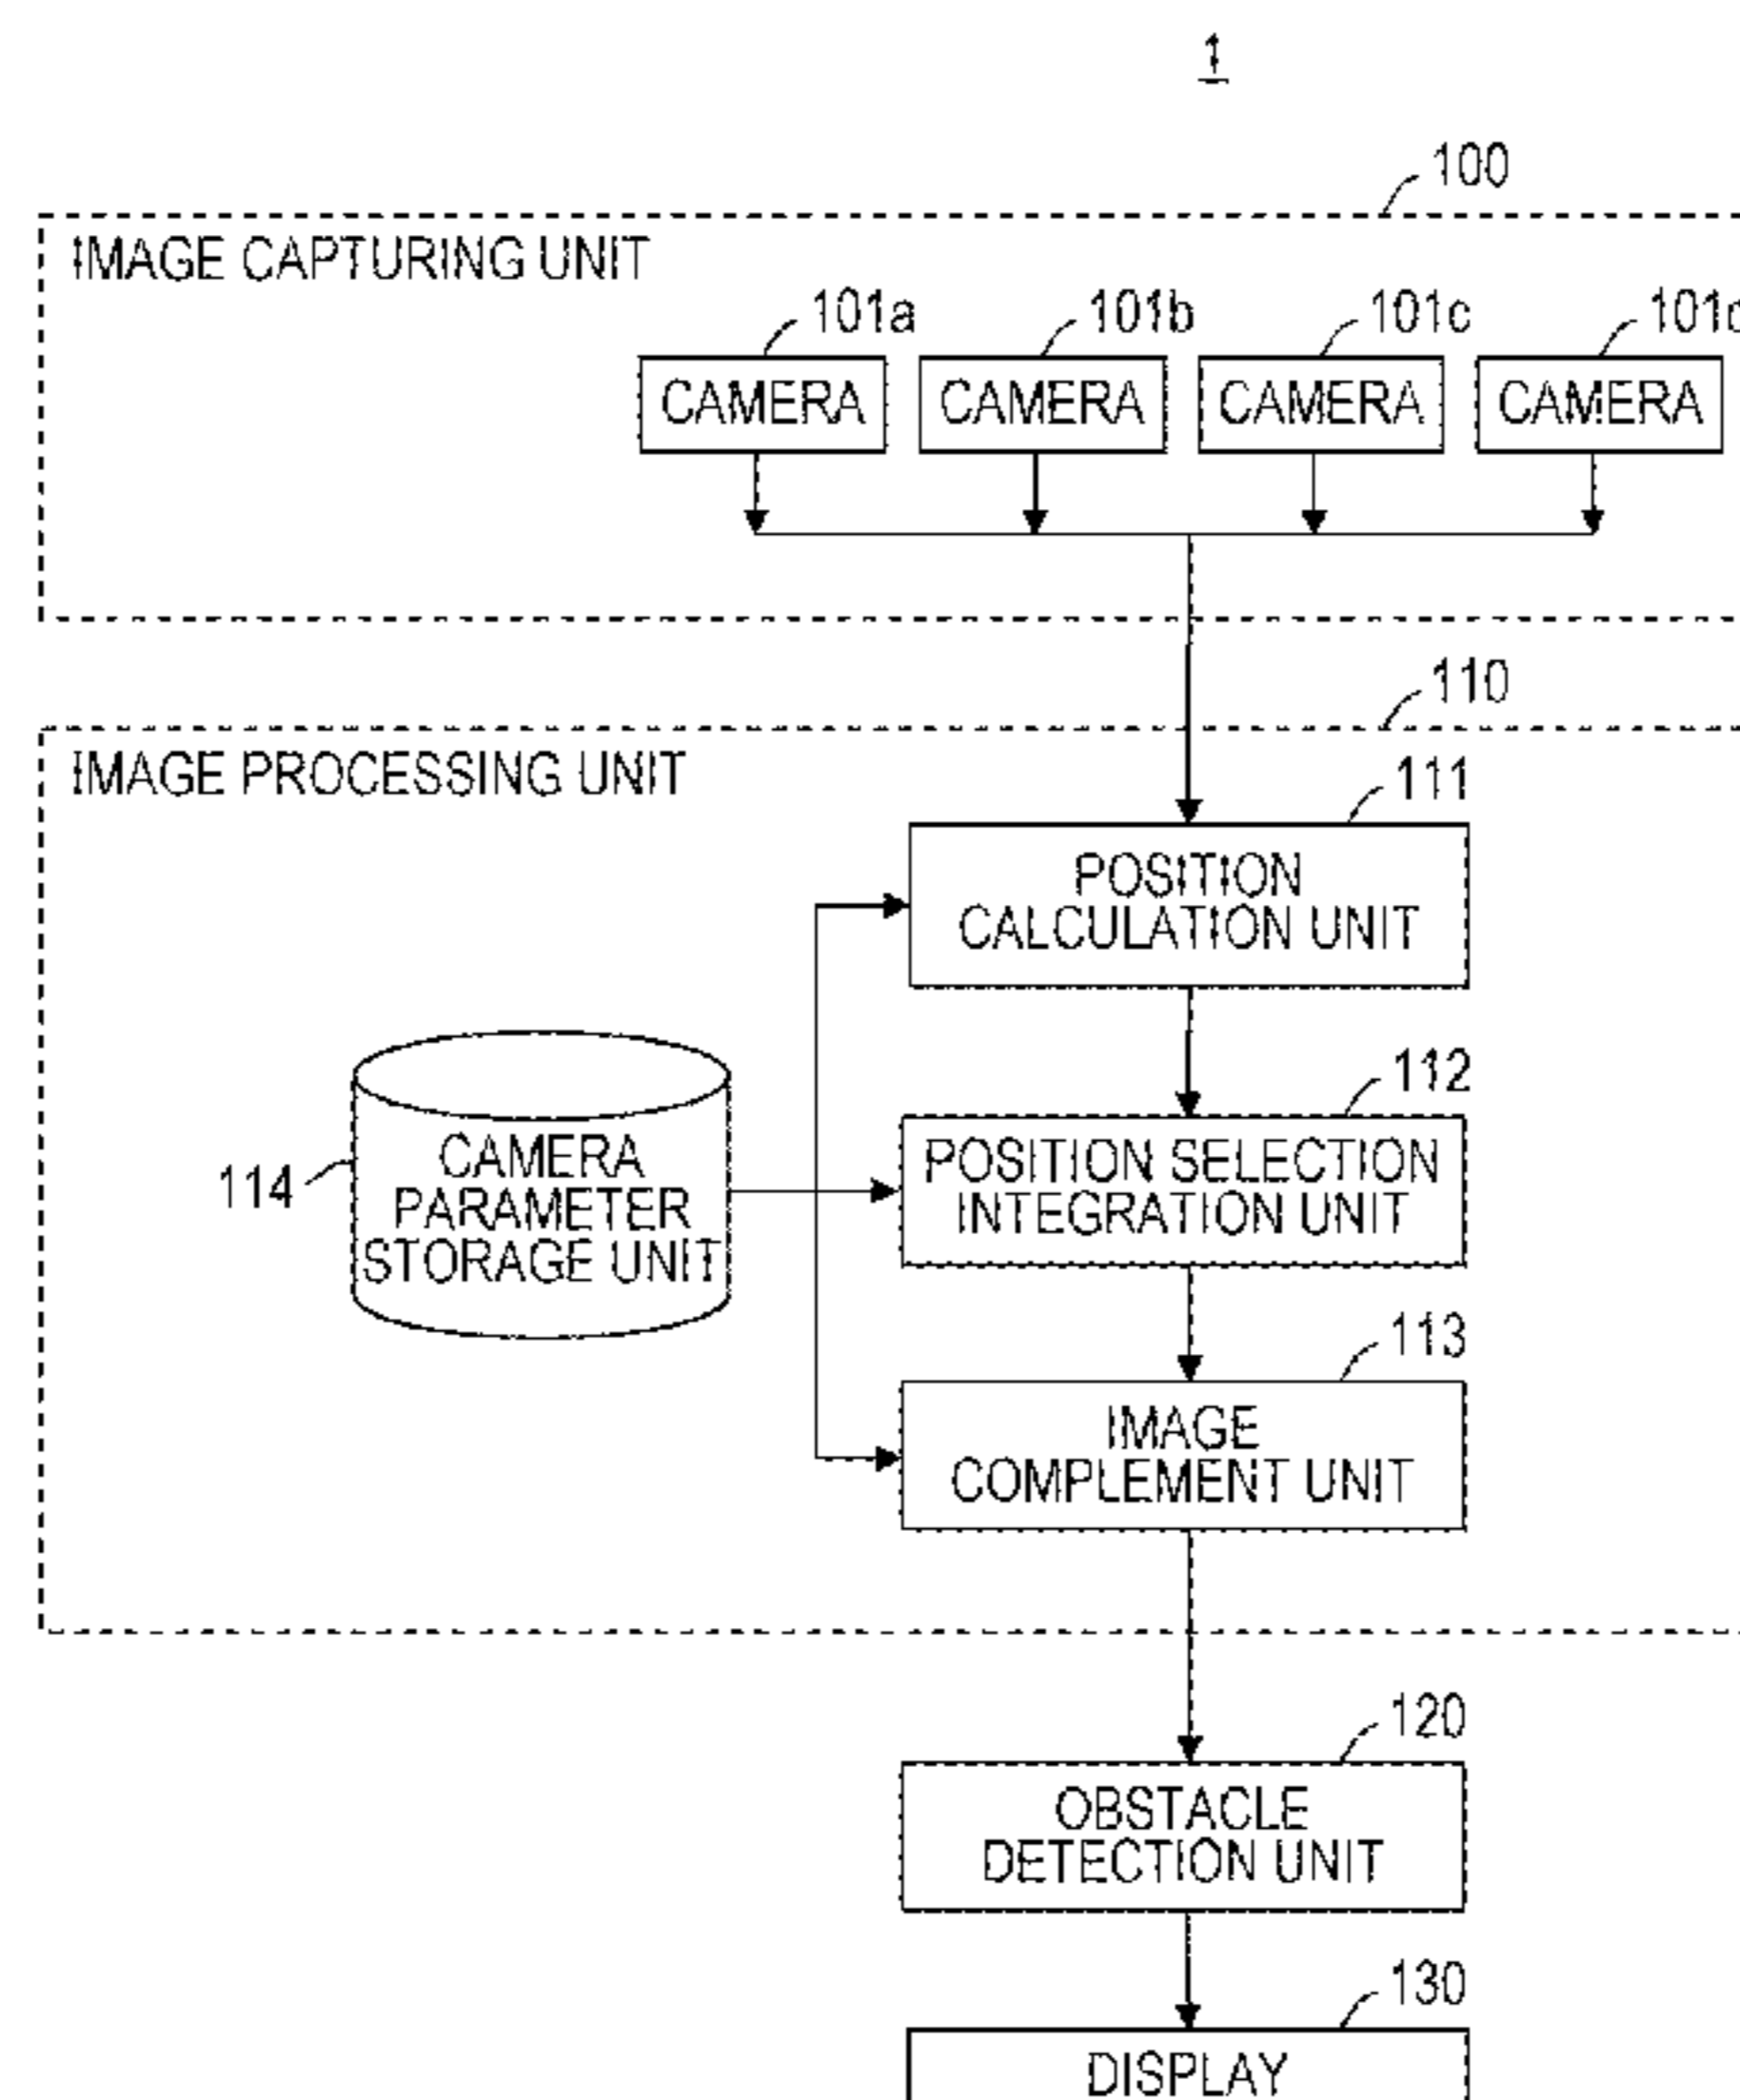 1
100
IMAGE CAPTURING UNIT
101a 101b 101c 101d
CAMERA CAMERA CAMERA CAMERA
110
IMAGE PROCESSING UNIT
111
POSITION
CALCULATION UNIT
112
POSITION SELECTION
INTEGRATION UNIT
114
CAMERA
PARAMETER
STORAGE UNIT
113
IMAGE
COMPLEMENT UNIT
120
OBSTACLE
DETECTION UNIT
130
DISPLAY